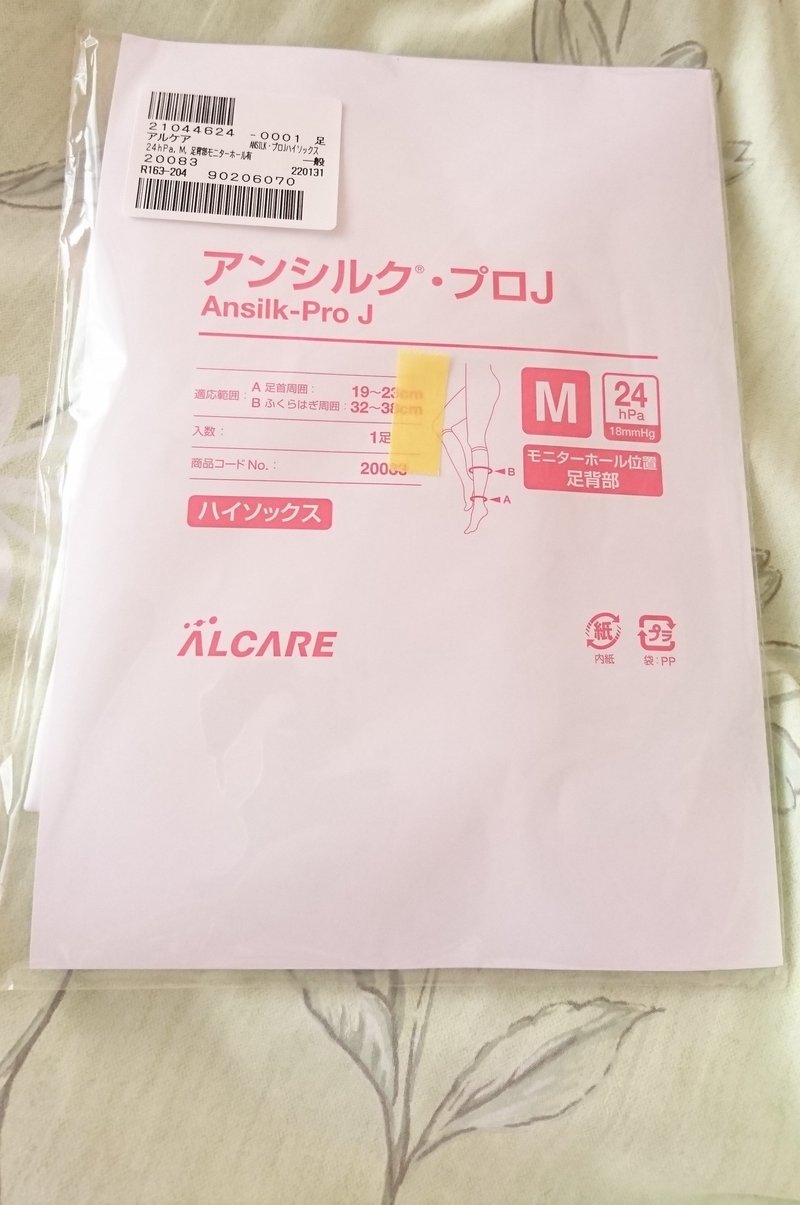 21044624 -0001 足
アルケア ANSILK・プロJハイソックス
24hPa, M, 足背部モニターホール有
20083 一般
R163-204 90206070 220131
アンシルク®・プロJ
Ansilk-Pro J
適応範囲： A 足首周囲： 19〜23cm
B ふくらはぎ周囲：32〜38cm
入数： 1足
商品コードNo.： 20083
ハイソックス
B
A
M
24
hPa
18mmHg
モニターホール位置
足背部
ALCARE
紙
内紙
プラ
袋：PP